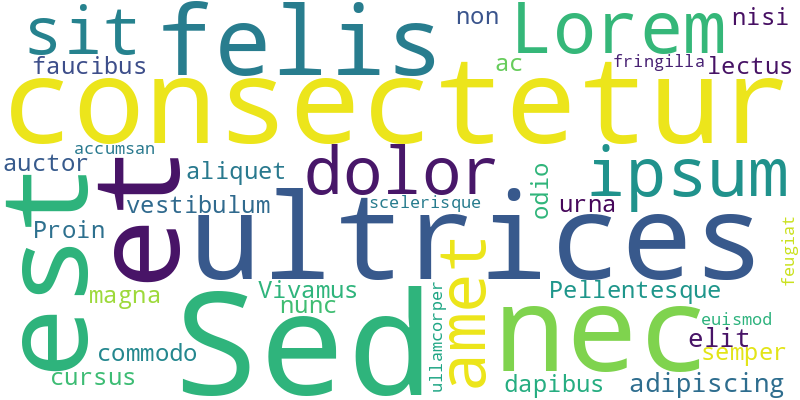 sit
felis
non
Lorem
nisi
faucibus
ac
fringilla
lectus
consectetur
accumsan
auctor
et
aliquet
dolor
odio
ipsum
est
vestibulum
scelerisque
urna
Proin
ultrices
feugiat
magna
Vivamus
nunc
ullamcorper
amet
Pellentesque
Sed
nec
euismod
elit
semper
commodo
cursus
dapibus
adipiscing